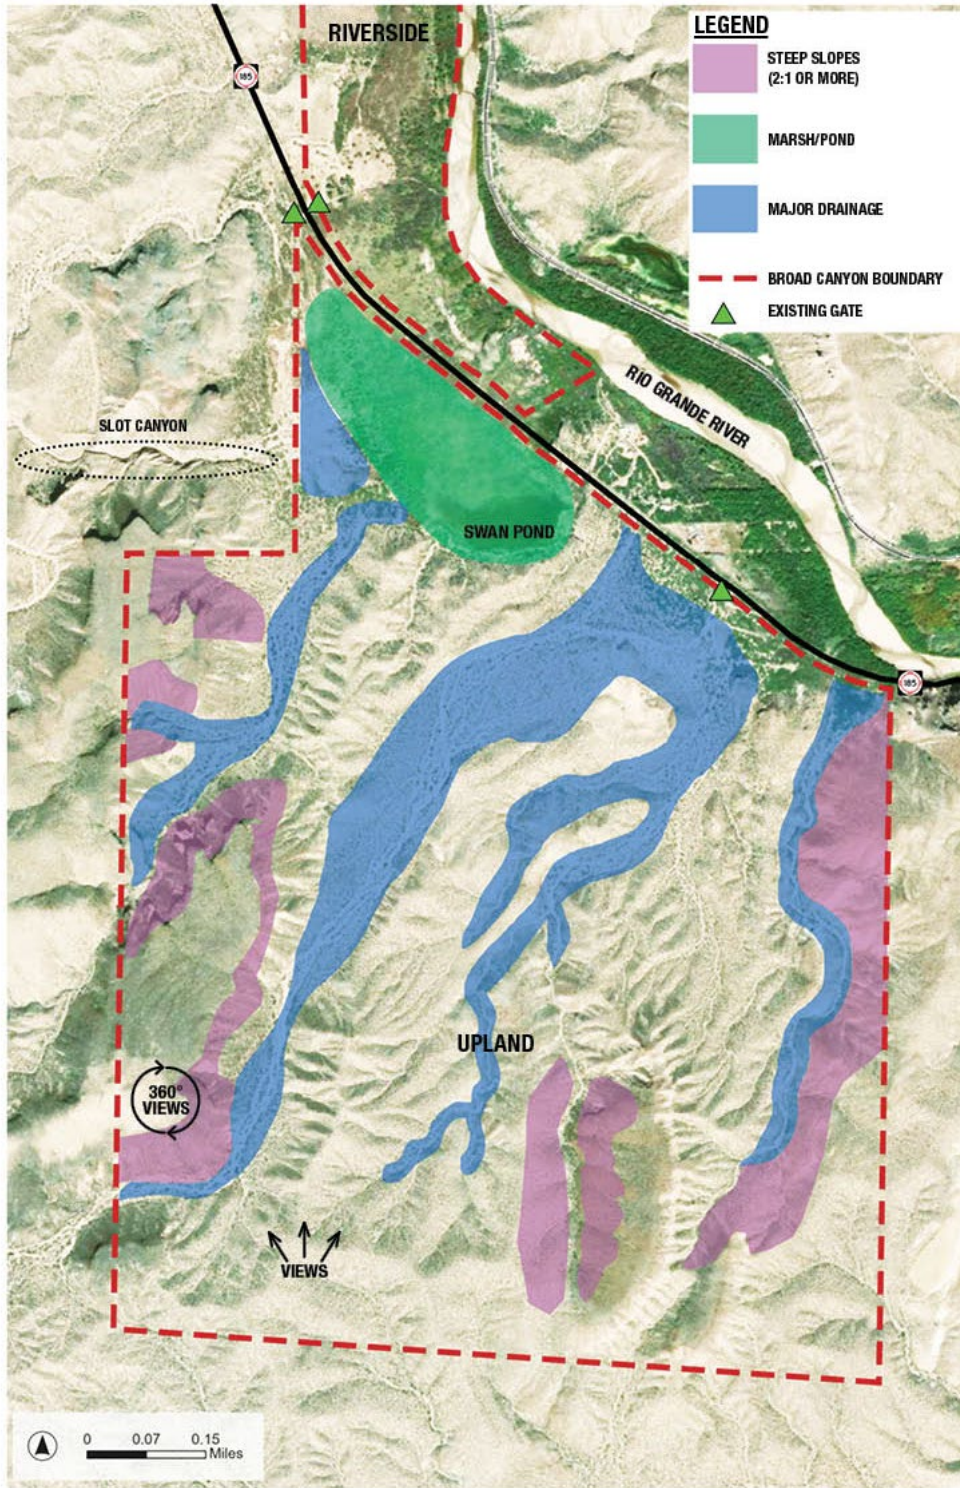 RIVERSIDE
LEGEND
STEEP SLOPES
(2:1 OR MORE)
MARSH/POND
MAJOR DRAINAGE
BROAD CANYON BOUNDARY
EXISTING GATE
185
RIO GRANDE RIVER
SLOT CANYON
SWAN POND
185
UPLAND
360°
VIEWS
VIEWS
0 0.07 0.15
Miles